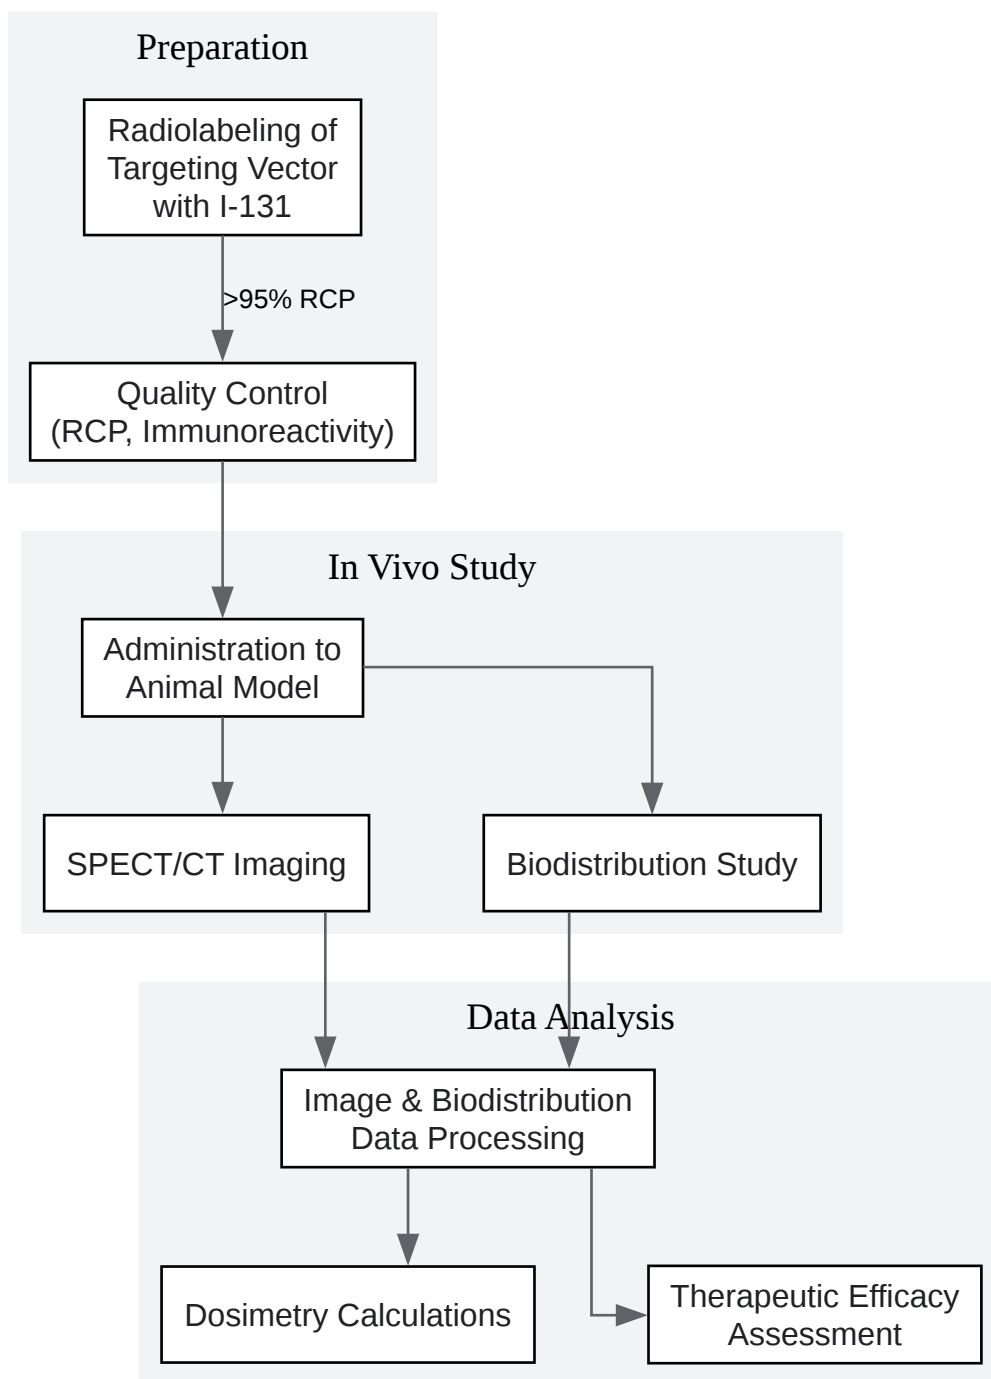 Preparation
Radiolabeling of
Targeting Vector
with I-131
>95% RCP
Quality Control
(RCP, Immunoreactivity)
In Vivo Study
Administration to
Animal Model
SPECT/CT Imaging
Biodistribution Study
Data Analysis
Image & Biodistribution
Data Processing
Dosimetry Calculations
Therapeutic Efficacy
Assessment